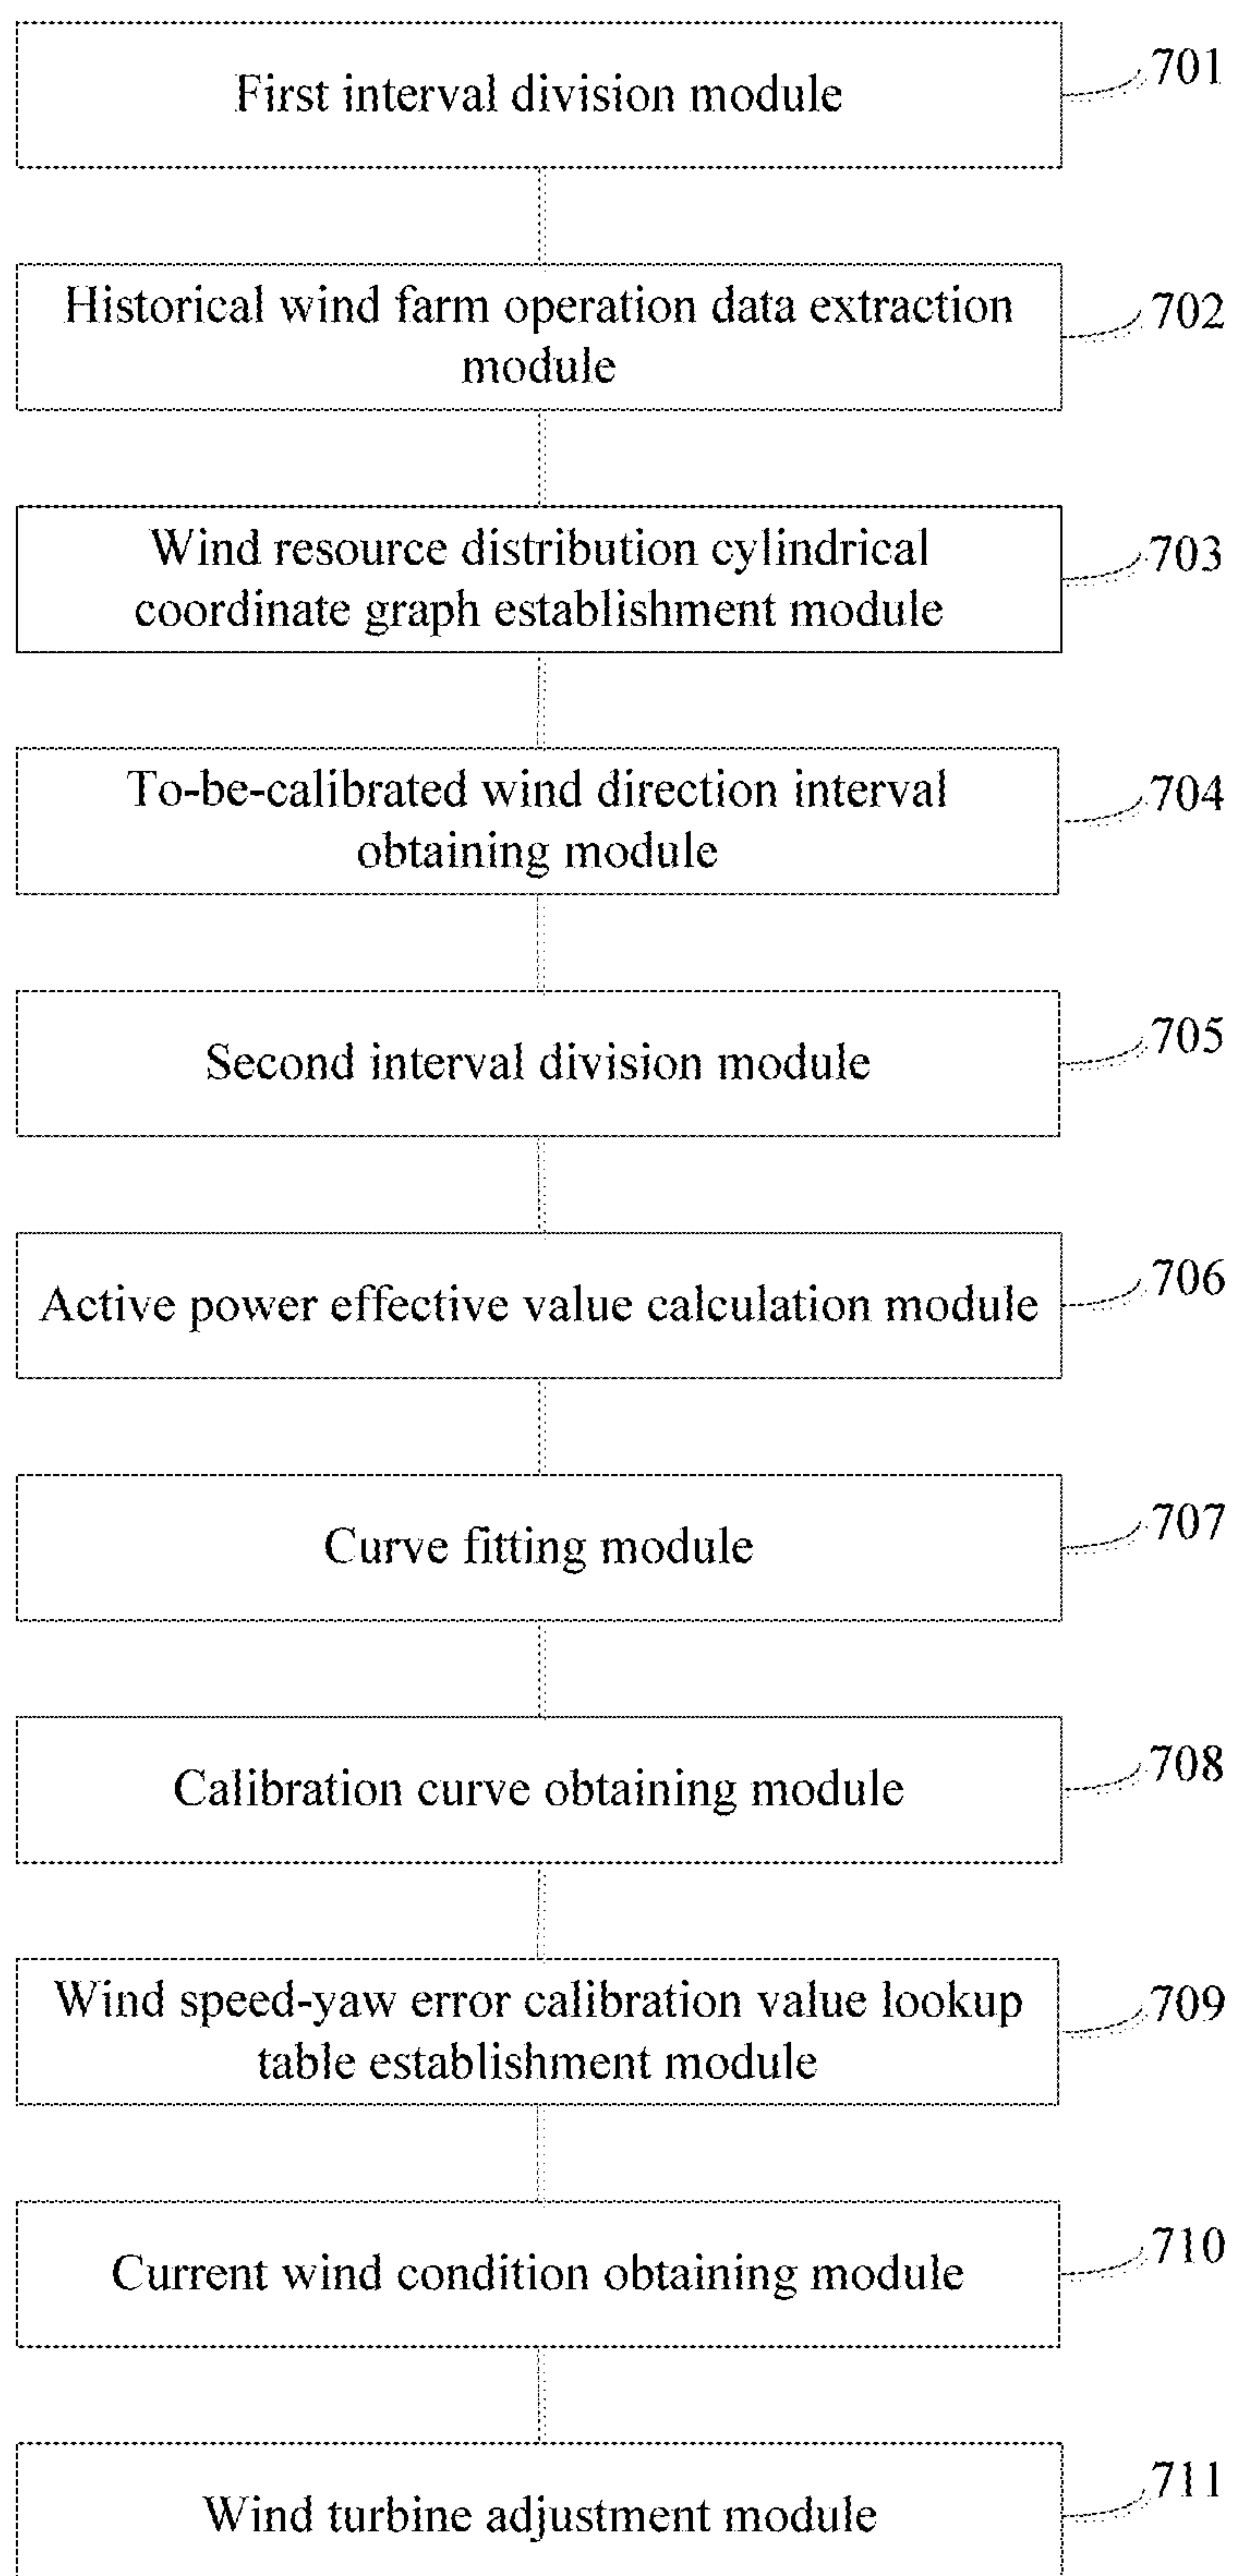 First interval division module
701
Historical wind farm operation data extraction
module
702
Wind resource distribution cylindrical
coordinate graph establishment module
703
To-be-calibrated wind direction interval
obtaining module
704
Second interval division module
705
Active power effective value calculation module
706
Curve fitting module
707
Calibration curve obtaining module
708
Wind speed-yaw error calibration value lookup
table establishment module
709
Current wind condition obtaining module
710
Wind turbine adjustment module
711